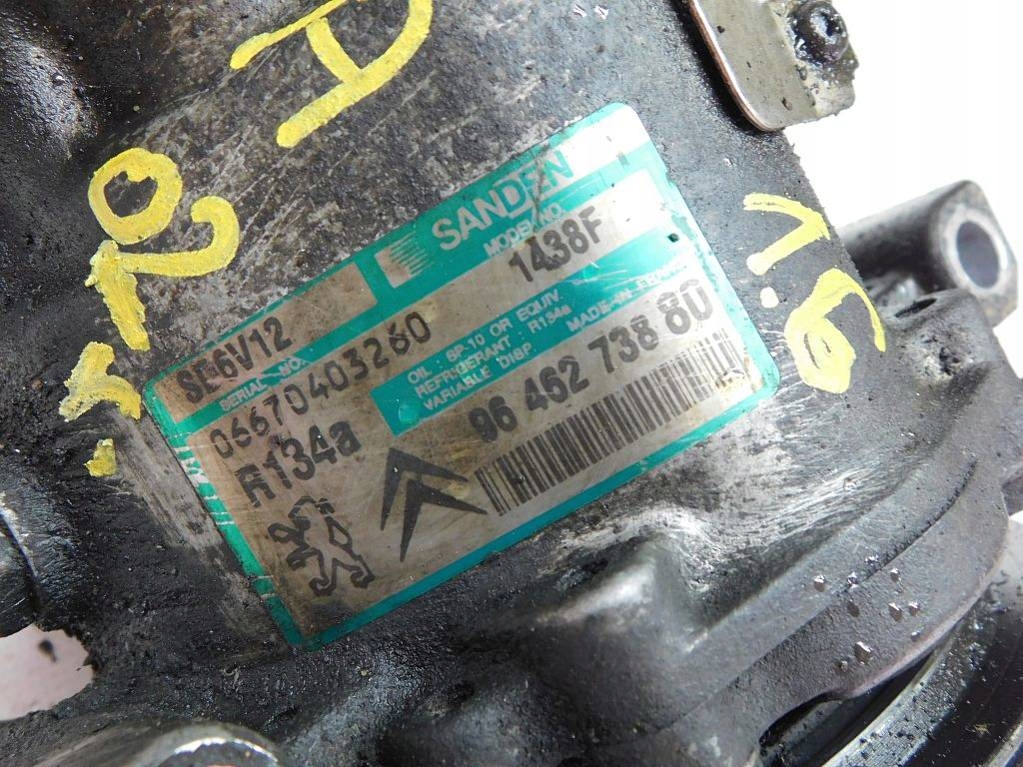 SANDEN
MODEL NO.
SE6V12
1438F
SERIAL NO.
06670403260
R134a
OIL : SP-10 OR EQUIV.
REFRIGERANT : R134a
VARIABLE DISP.
MADE-IN-FRANCE
96 462 738 80
1.6